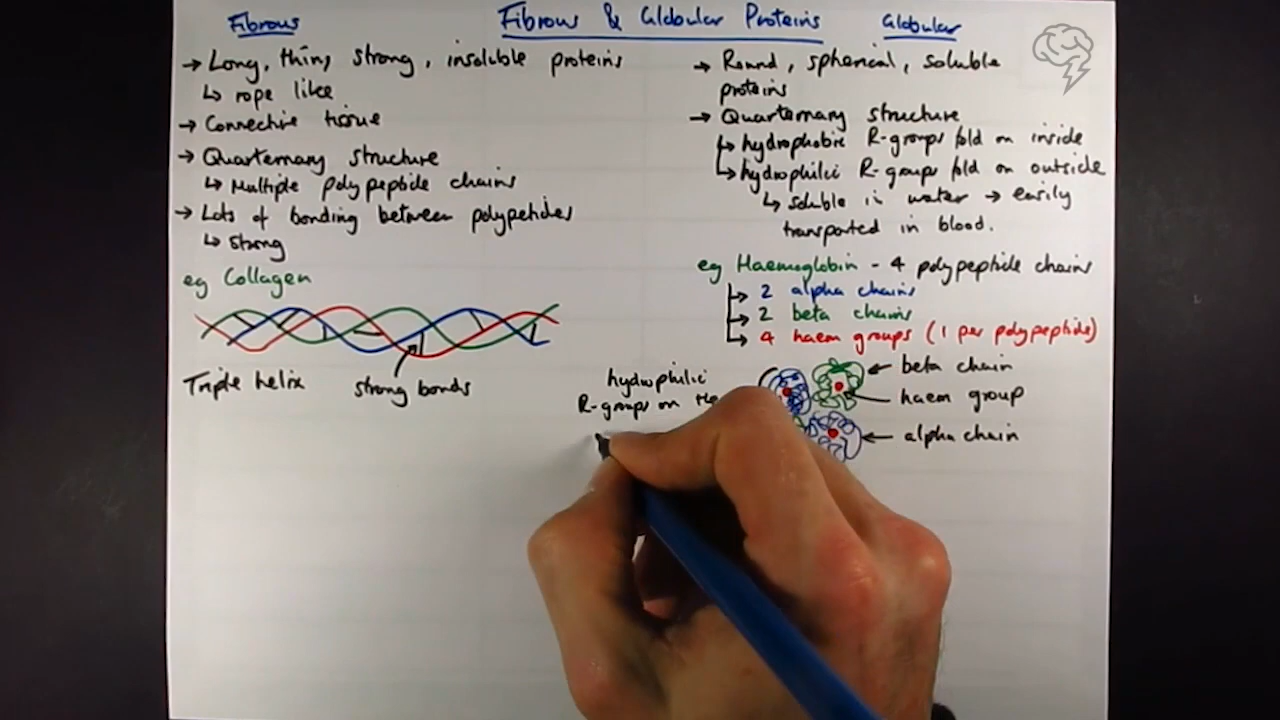 Fibrous & Globular Proteins
Fibrous
→ Long, thin, strong, insoluble proteins
↳ rope like
→ Connective tissue
→ Quarternary structure
↳ Multiple polypeptide chains
→ Lots of bonding between polypetides
↳ strong
eg Collagen
Triple helix
strong bonds
Globular
→ Round, spherical, soluble
proteins
→ Quarternary structure
↳ hydrophobic R-groups fold on inside
↳ hydrophilic R-groups fold on outside
↳ soluble in water → easily
transported in blood.
eg Haemoglobin - 4 polypeptide chains
→ 2 alpha chains
→ 2 beta chains
→ 4 haem groups (1 per polypeptide)
beta chain
haem group
alpha chain
hydrophilic
R-groups on the